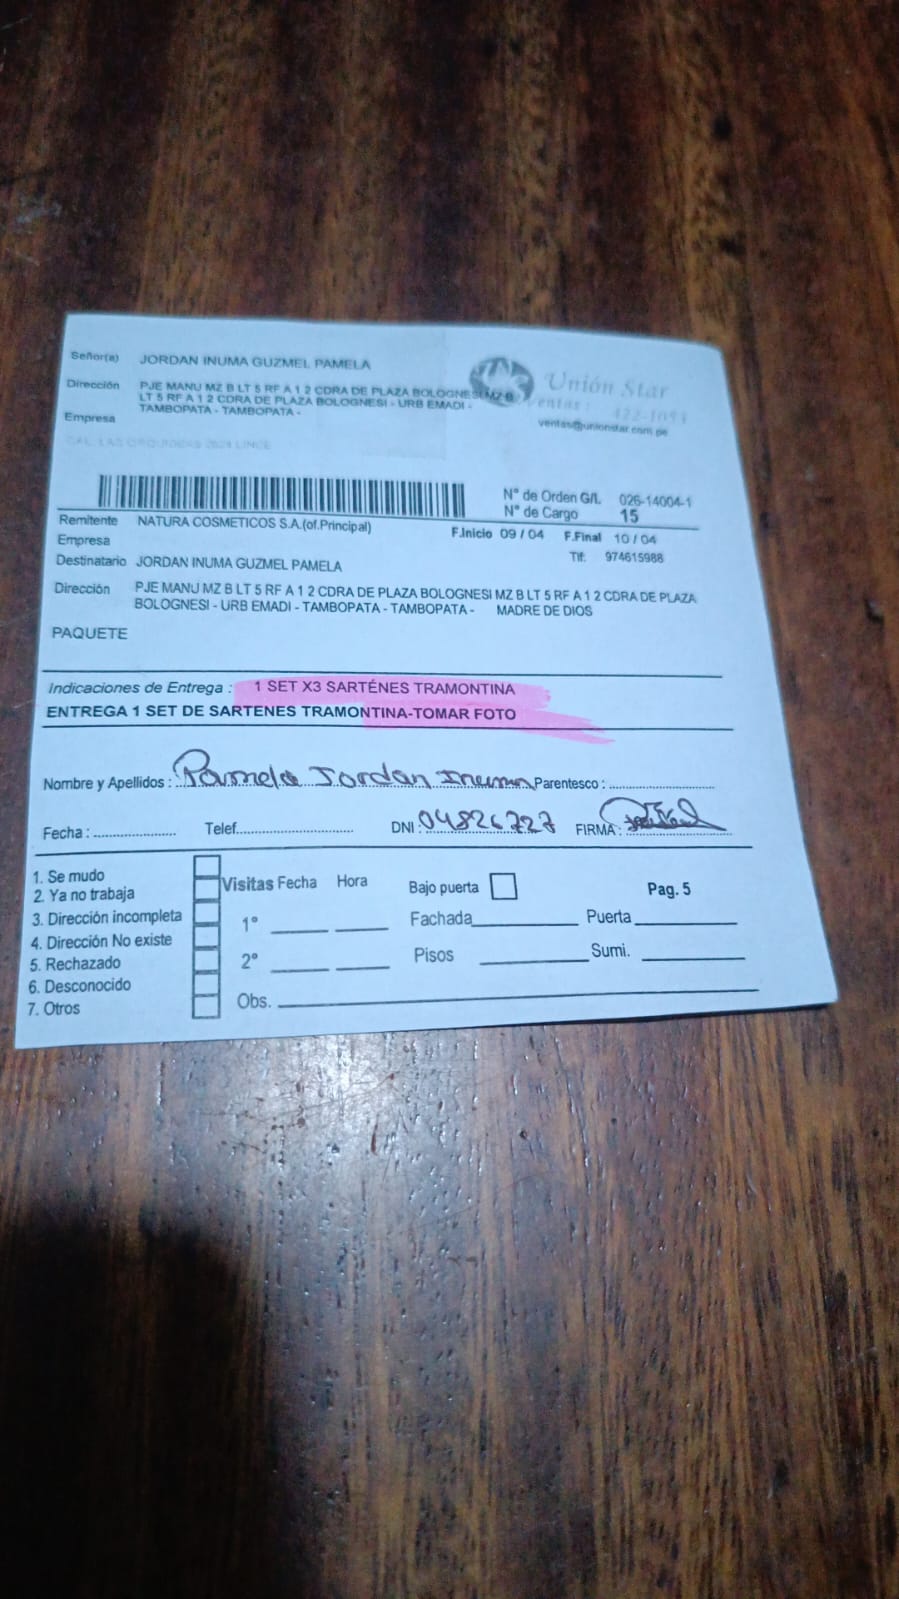 Señor(a) JORDAN INUMA GUZMEL PAMELA
Dirección PJE MANU MZ B LT 5 RF A 1 2 CDRA DE PLAZA BOLOGNESI MZ B
LT 5 RF A 1 2 CDRA DE PLAZA BOLOGNESI - URB EMADI -
TAMBOPATA - TAMBOPATA -
Empresa
CAL. LAS ORQUIDEAS 2624 LINCE
Unión Star
Ventas : 422-1093
ventas@unionstar.com.pe
N° de Orden G/I. 026-14004-1
N° de Cargo 15
Remitente NATURA COSMETICOS S.A.(of.Principal)
F.Inicio 09 / 04 F.Final 10 / 04
Empresa
Tlf: 974615988
Destinatario JORDAN INUMA GUZMEL PAMELA
Dirección PJE MANU MZ B LT 5 RF A 1 2 CDRA DE PLAZA BOLOGNESI MZ B LT 5 RF A 1 2 CDRA DE PLAZA
BOLOGNESI - URB EMADI - TAMBOPATA - TAMBOPATA - MADRE DE DIOS
PAQUETE
Indicaciones de Entrega : 1 SET X3 SARTÉNES TRAMONTINA
ENTREGA 1 SET DE SARTENES TRAMONTINA-TOMAR FOTO
Nombre y Apellidos : Pamela Jordan Inuma Parentesco :
Fecha : Telef. DNI : 04826727 FIRMA :
1. Se mudo
2. Ya no trabaja
3. Dirección incompleta
4. Dirección No existe
5. Rechazado
6. Desconocido
7. Otros
Visitas Fecha Hora
1°
2°
Obs.
Bajo puerta
Pag. 5
Fachada Puerta
Pisos Sumi.